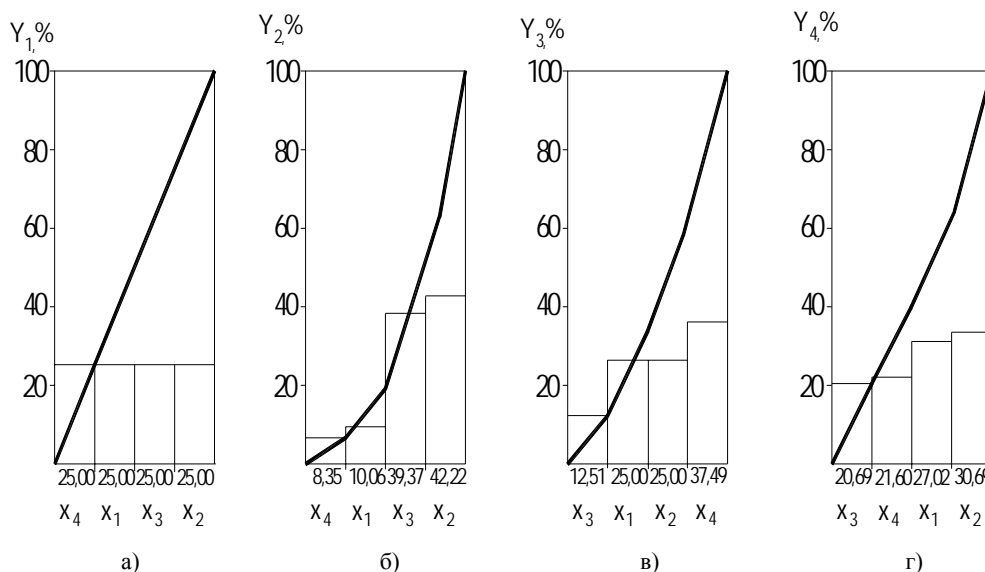 Y1,% Y2,% Y3,% Y4,%
100 100 100 100
80 80 80 80
60 60 60 60
40 40 40 40
20 20 20 20
25,00 25,00 25,00 25,00 8,35 10,06 39,37 42,22 12,51 25,00 25,00 37,49 20,69 21,60 27,02
x4 x1 x3 x2 x4 x1 x3 x2 x3 x1 x2 x4 x3 x4 x1 x2
а) б) в) г)